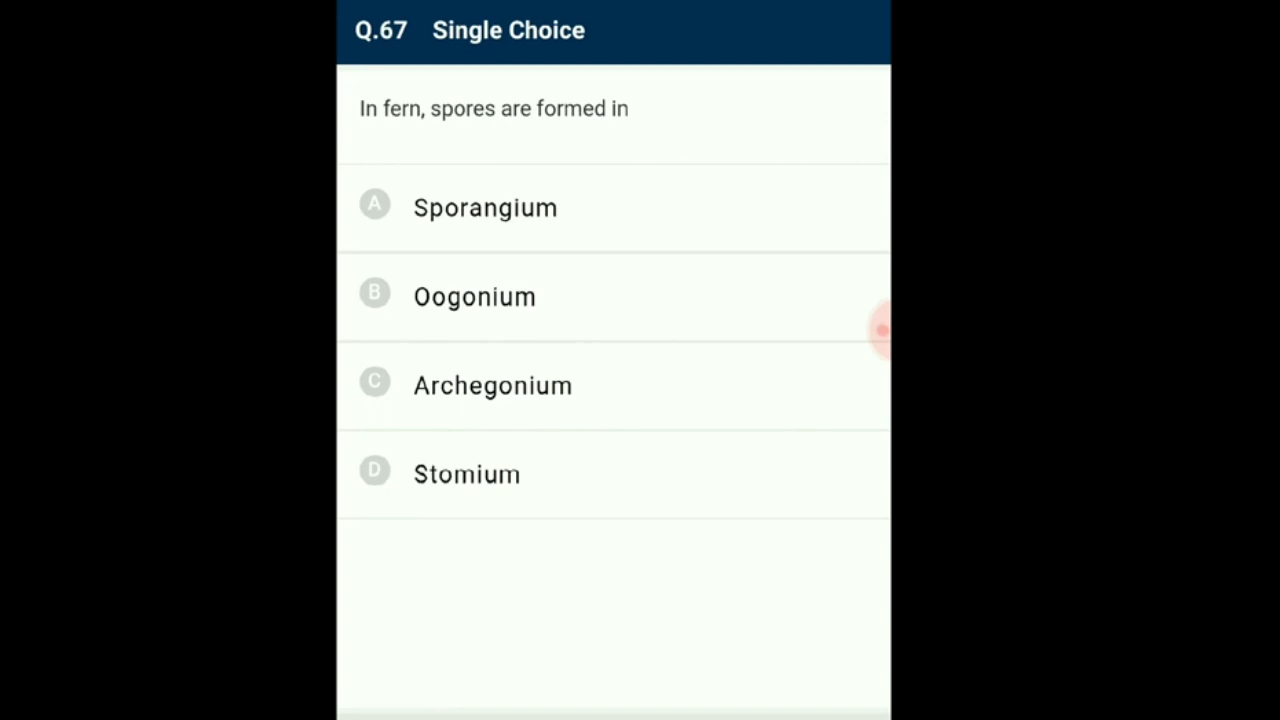 Q.67 Single Choice
In fern, spores are formed in
A Sporangium
B Oogonium
C Archegonium
D Stomium